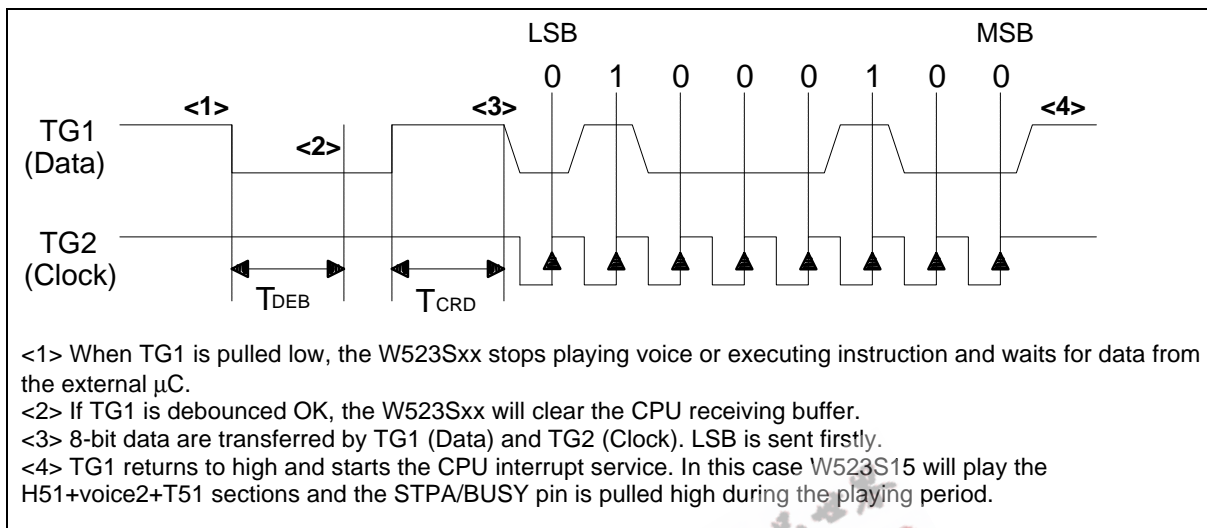 LSB MSB
0 1 0 0 0 1 0 0
<1> <3> <4>
TG1
<2>
(Data)
TG2
(Clock)
TDEB TCRD
<1> When TG1 is pulled low, the W523Sxx stops playing voice or executing instruction and waits for data from
the external μC.
<2> If TG1 is debounced OK, the W523Sxx will clear the CPU receiving buffer.
<3> 8-bit data are transferred by TG1 (Data) and TG2 (Clock). LSB is sent firstly.
<4> TG1 returns to high and starts the CPU interrupt service. In this case W523S15 will play the
H51+voice2+T51 sections and the STPA/BUSY pin is pulled high during the playing period.